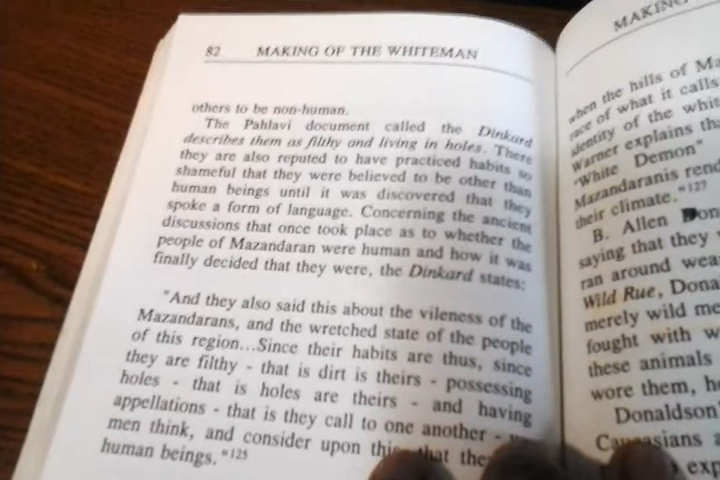 82 MAKING OF THE WHITEMAN
others to be non-human.
The Pahlavi document called the Dinkard
describes them as filthy and living in holes. There
they are also reputed to have practiced habits so
shameful that they were believed to be other than
human beings until it was discovered that they
spoke a form of language. Concerning the ancient
discussions that once took place as to whether the
people of Mazandaran were human and how it was
finally decided that they were, the Dinkard states:
"And they also said this about the vileness of the
Mazandarans, and the wretched state of the people
of this region...Since their habits are thus, since
they are filthy - that is dirt is theirs - possessing
holes - that is holes are theirs - and having
appellations - that is they call to one another -
men think, and consider upon this that
human beings."125
MAKING
when the hills of
race of what it calls
identity of the
Warner explains
"White Demon"
Mazandaranis
their climate."127
B. Allen
saying that they
ran around
Wild Rue,
merely wild
fought with
these animals
wore them,
Donaldson's